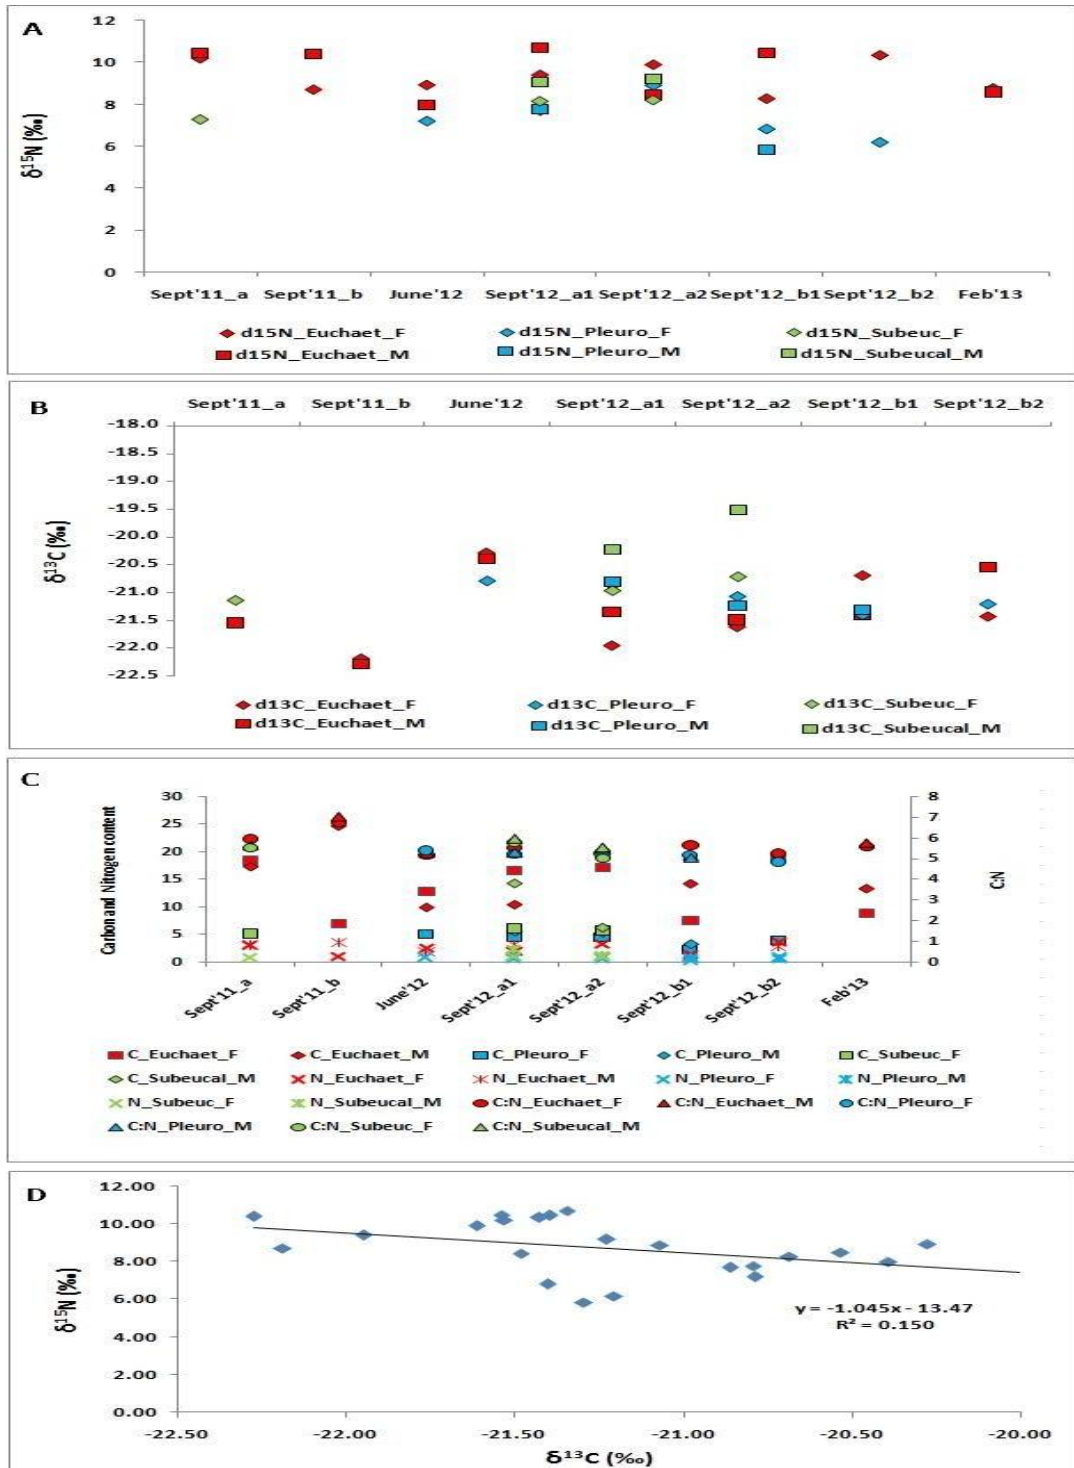 A
12
10
8
6
4
2
0
δ¹⁵N (‰)
Sept'11_a Sept'11_b June'12 Sept'12_a1 Sept'12_a2 Sept'12_b1 Sept'12_b2 Feb'13
d15N_Euchaet_F d15N_Pleuro_F d15N_Subeuc_F
d15N_Euchaet_M d15N_Pleuro_M d15N_Subeucal_M
B
Sept'11_a Sept'11_b June'12 Sept'12_a1 Sept'12_a2 Sept'12_b1 Sept'12_b2
-18.0
-18.5
-19.0
-19.5
-20.0
-20.5
-21.0
-21.5
-22.0
-22.5
δ¹³C (‰)
d13C_Euchaet_F d13C_Pleuro_F d13C_Subeuc_F
d13C_Euchaet_M d13C_Pleuro_M d13C_Subeucal_M
C
30 8
25 7
20 6
15 5
10 4
5 3
0 2
1
0
Carbon and Nitrogen content
C:N
Sept'11_a Sept'11_b June'12 Sept'12_a1 Sept'12_a2 Sept'12_b1 Sept'12_b2 Feb'13
C_Euchaet_F C_Euchaet_M C_Pleuro_F C_Pleuro_M C_Subeuc_F
C_Subeucal_M N_Euchaet_F N_Euchaet_M N_Pleuro_F N_Pleuro_M
N_Subeuc_F N_Subeucal_M C:N_Euchaet_F C:N_Euchaet_M C:N_Pleuro_F
C:N_Pleuro_M C:N_Subeuc_F C:N_Subeucal_M
D
12.00
10.00
8.00
6.00
4.00
2.00
0.00
δ¹⁵N (‰)
y = -1.045x - 13.47
R² = 0.150
-22.50 -22.00 -21.50 -21.00 -20.50 -20.00
δ¹³C (‰)